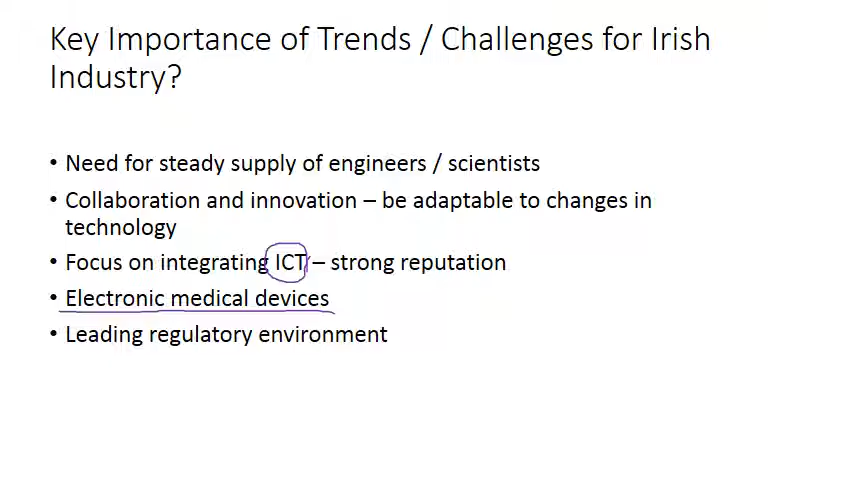 Key Importance of Trends / Challenges for Irish
Industry?
• Need for steady supply of engineers / scientists
• Collaboration and innovation – be adaptable to changes in
technology
• Focus on integrating ICT – strong reputation
• Electronic medical devices
• Leading regulatory environment